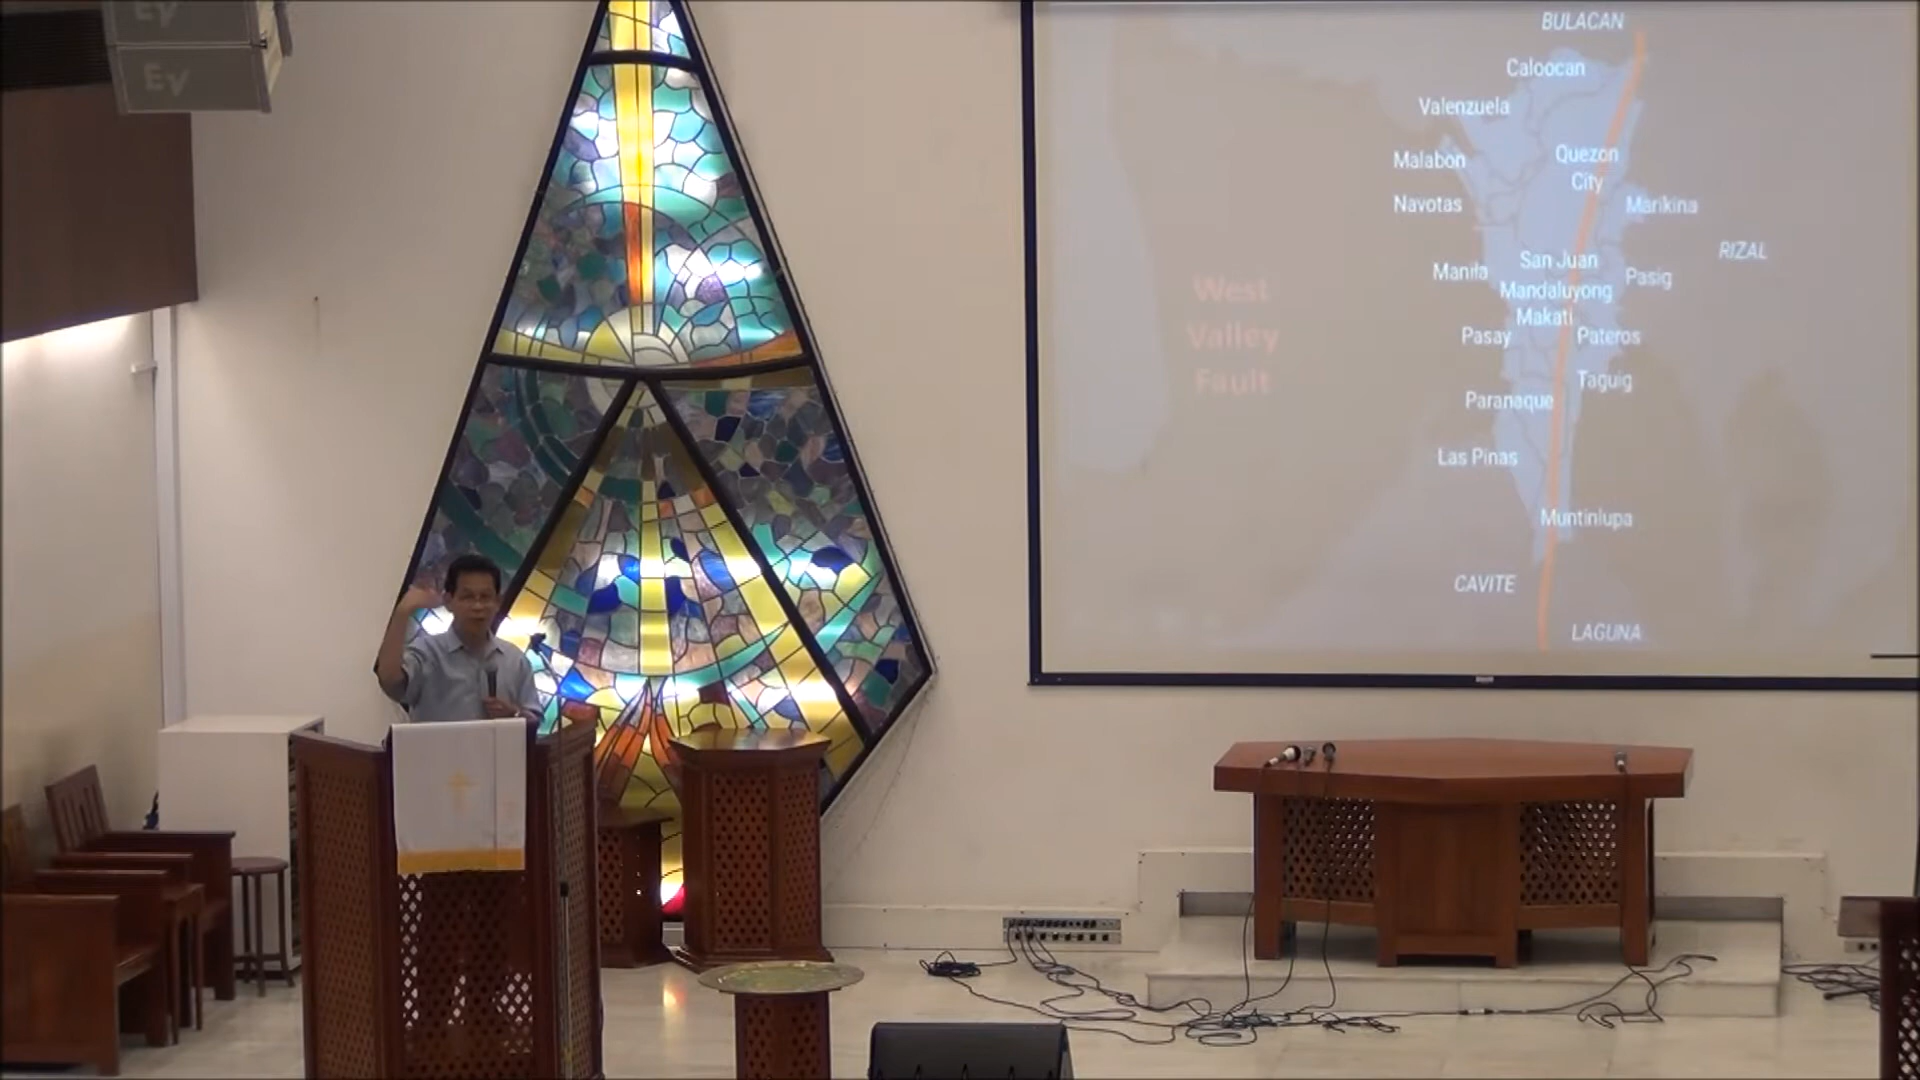 EV
EV
BULACAN
Caloocan
Valenzuela
Quezon
City
Malabon
Navotas
Marikina
RIZAL
San Juan
Manila
Pasig
Mandaluyong
Makati
Pasay
Pateros
West
Valley
Fault
Taguig
Paranaque
Las Pinas
Muntinlupa
CAVITE
LAGUNA